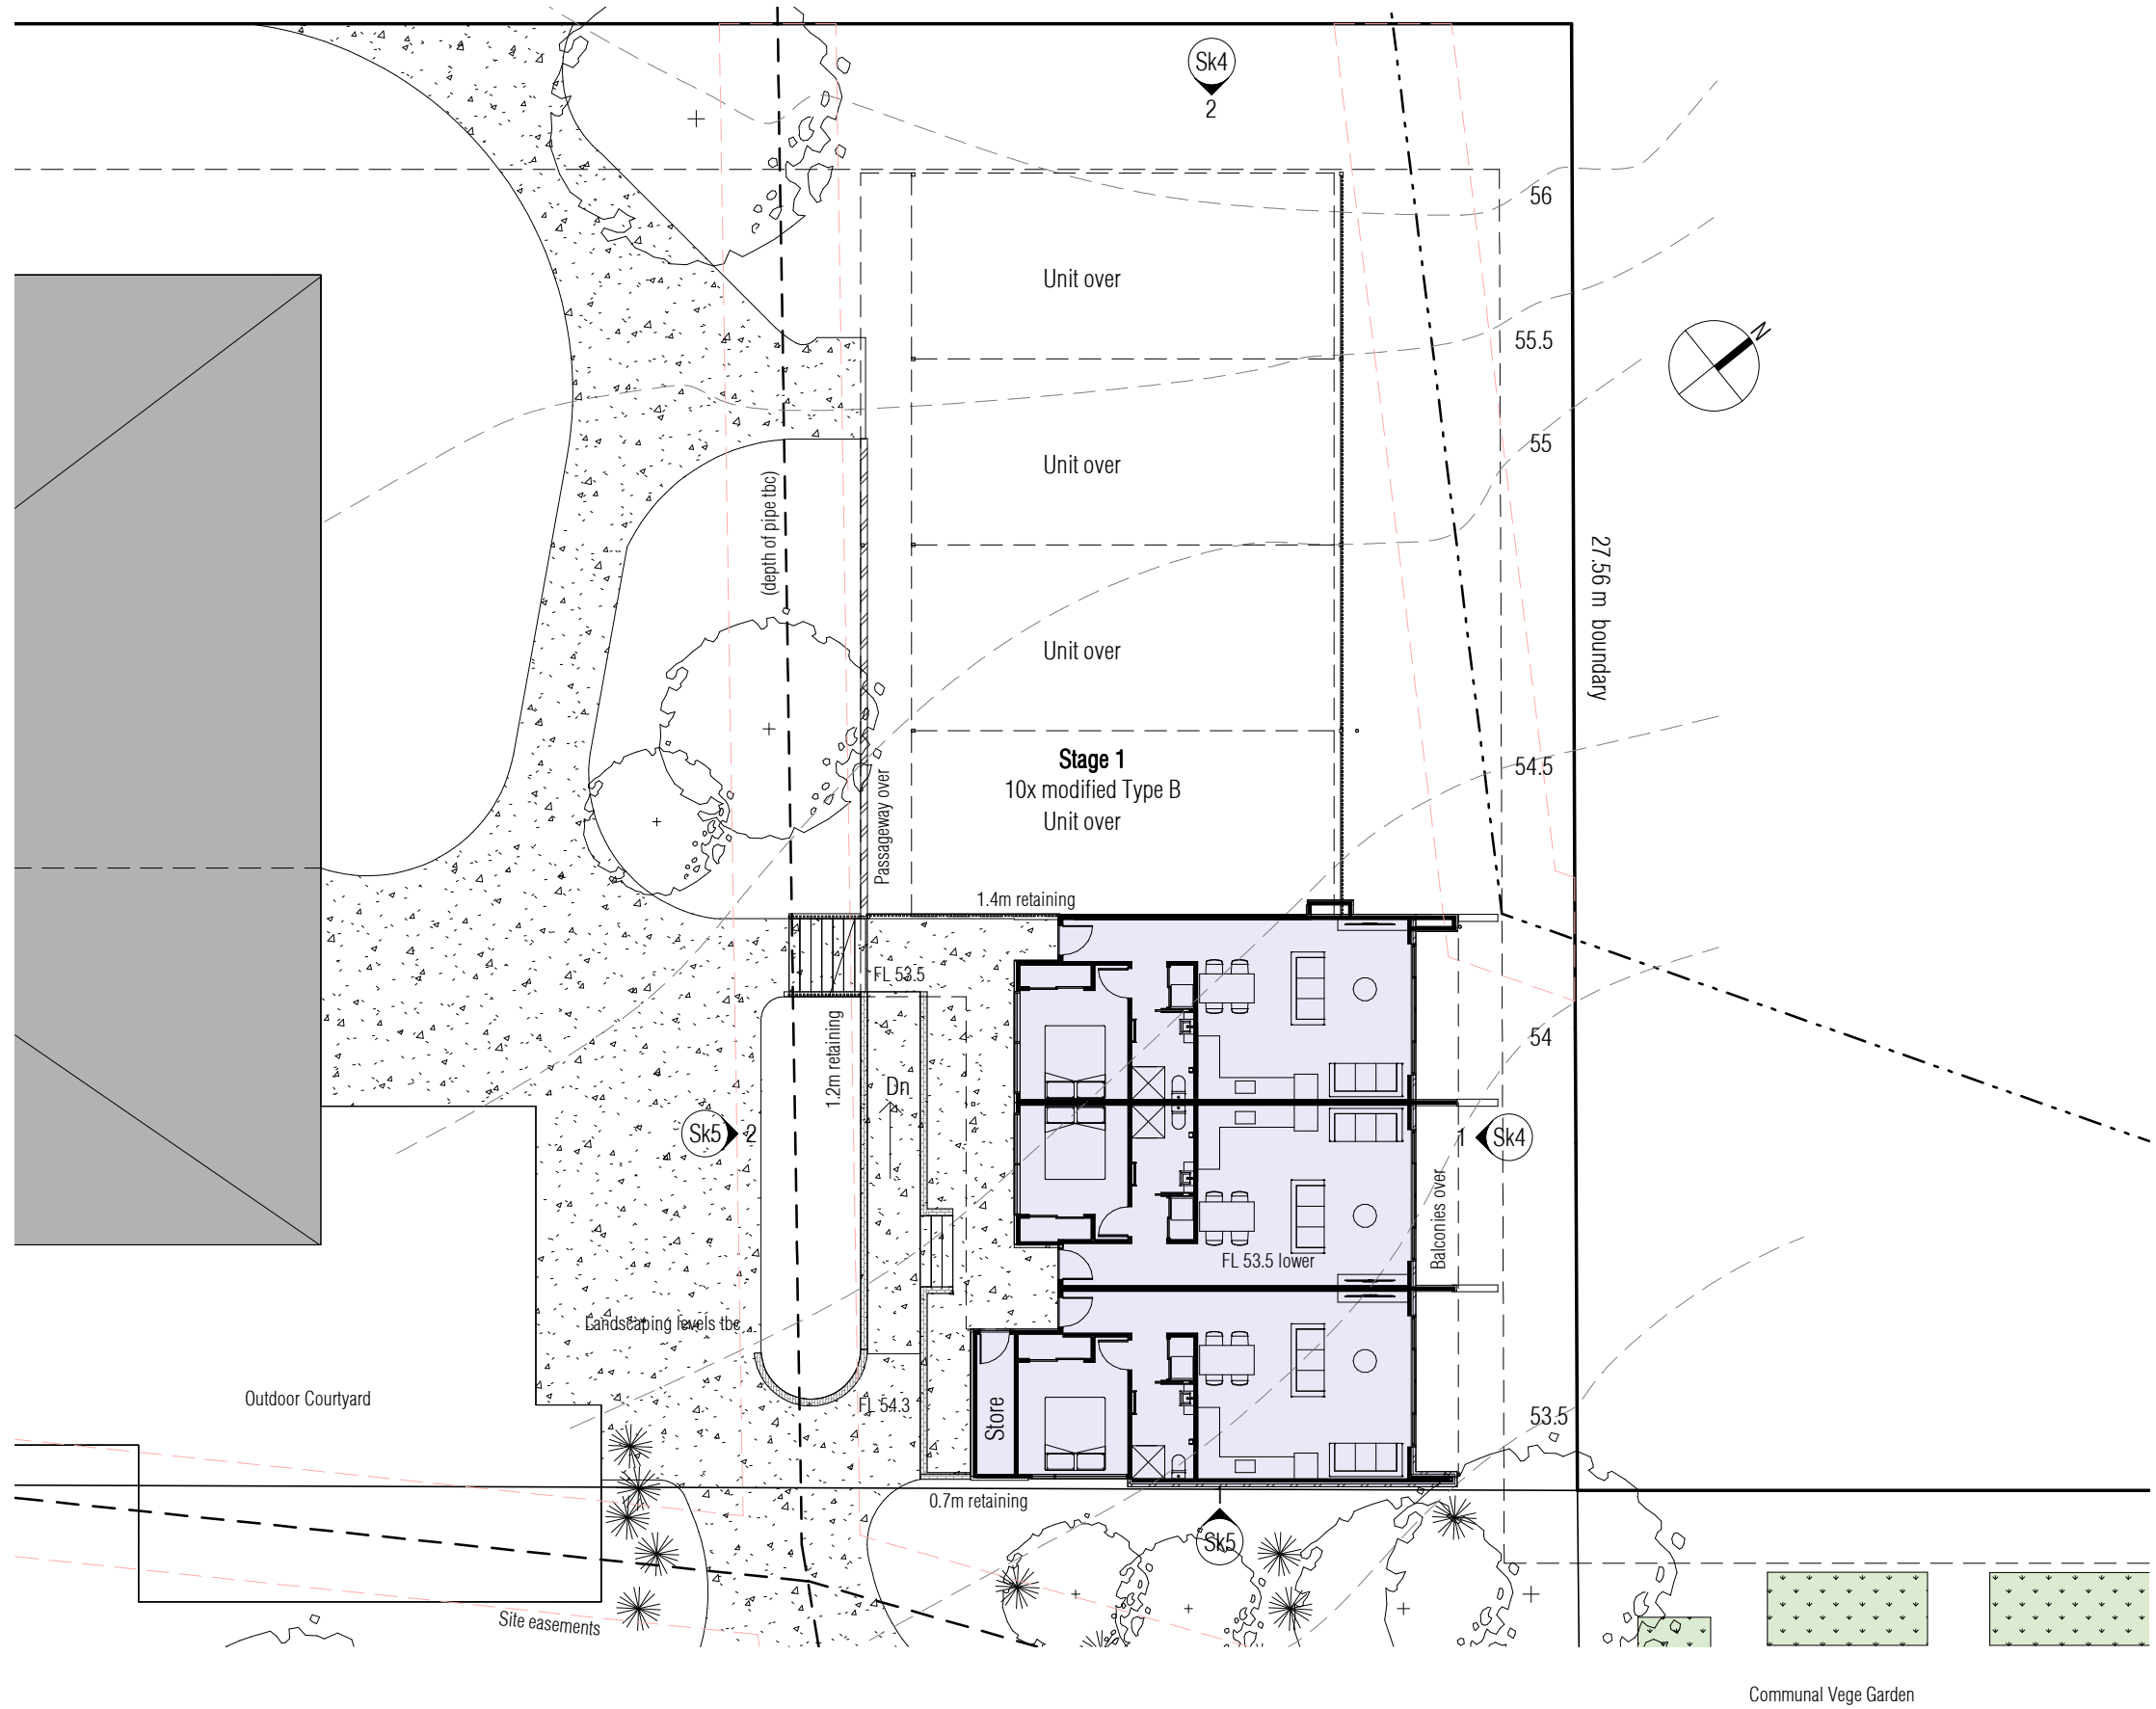 Sk4
2
56
Unit over
N
55.5
55
Unit over
(depth of pipe tbc)
27.56 m boundary
Unit over
Stage 1
54.5
10x modified Type B
Unit over
Passageway over
1.4m retaining
FL 53.5
1.2m retaining
54
Dn
Sk5
2
1
Sk4
Balconies over
FL 53.5 lower
Landscaping levels tbc
Outdoor Courtyard
FL 54.3
Store
53.5
0.7m retaining
Sk5
Site easements
Communal Vege Garden